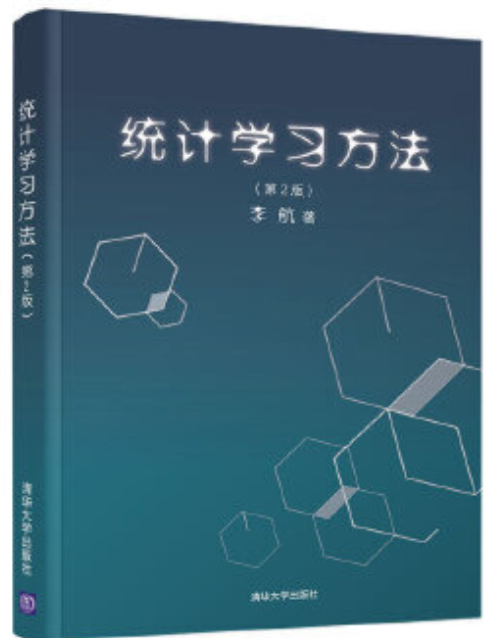 统计学习方法
（第2版）
李航 著
清华大学出版社
统计学习方法（第2版）
清华大学出版社